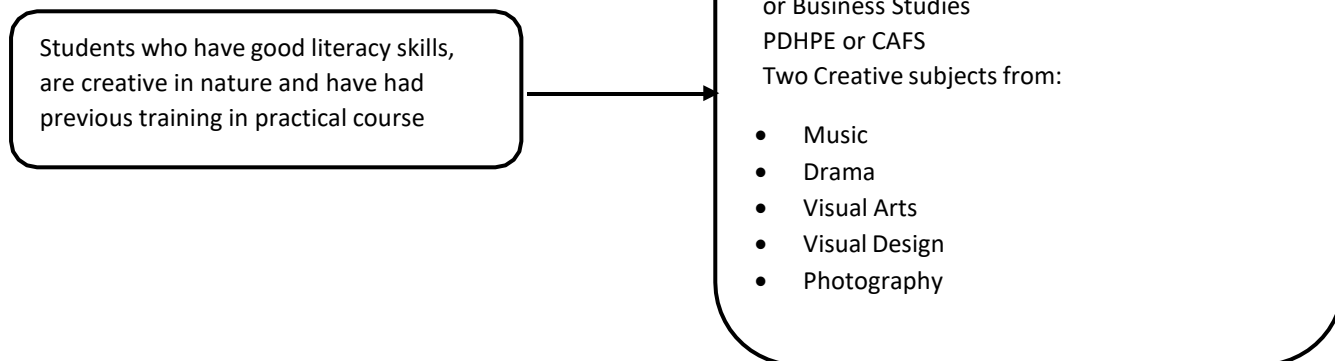 or Business Studies
PDHPE or CAFS
Two Creative subjects from:
• Music
• Drama
• Visual Arts
• Visual Design
• Photography
Students who have good literacy skills,
are creative in nature and have had
previous training in practical course